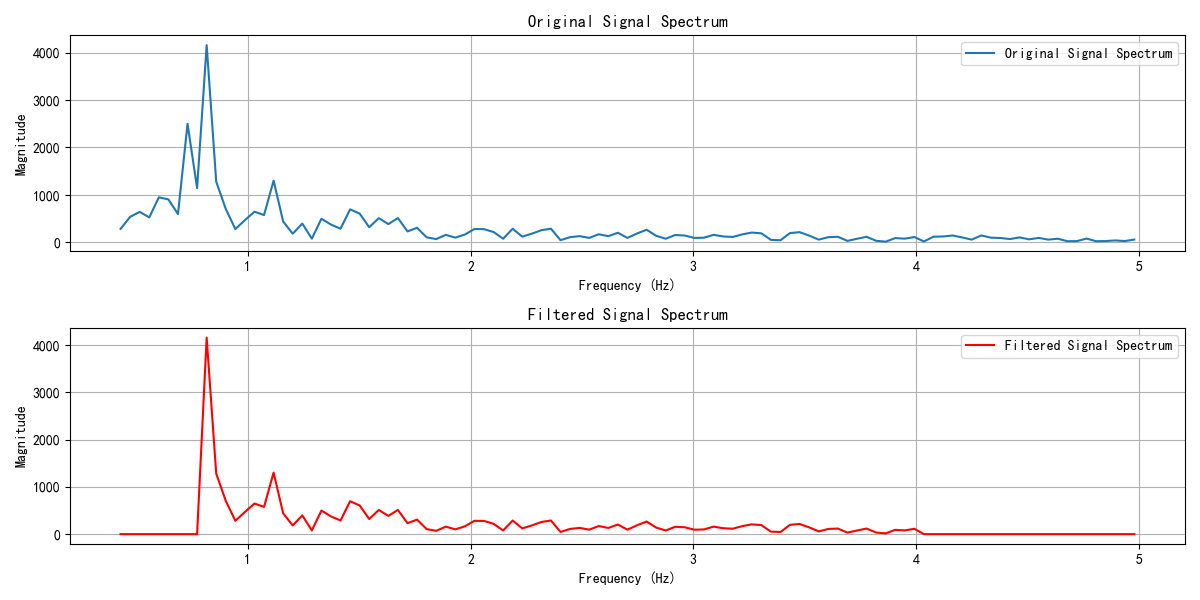 Original Signal Spectrum
4000
3000
2000
1000
0
Magnitude
Original Signal Spectrum
1 2 3 4 5
Frequency (Hz)
Filtered Signal Spectrum
4000
3000
2000
1000
0
Magnitude
Filtered Signal Spectrum
1 2 3 4 5
Frequency (Hz)